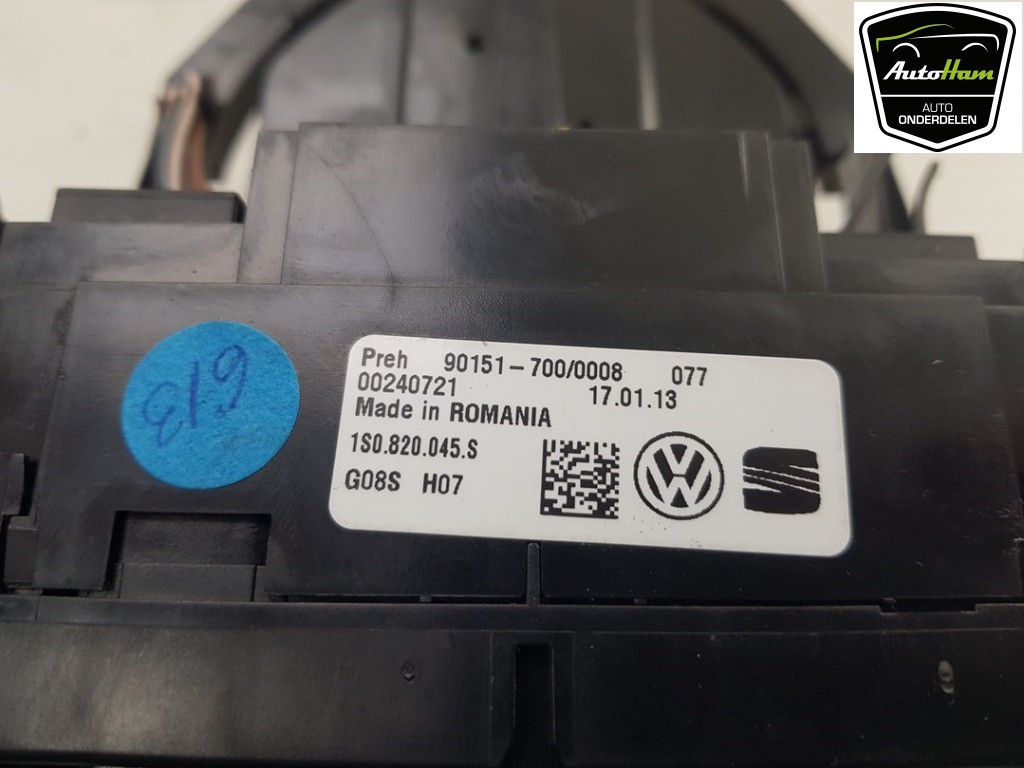 AutoHam
AUTO
ONDERDELEN
Preh 90151-700/0008 077
00240721 17.01.13
Made in ROMANIA
1S0.820.045.S
G08S H07
613